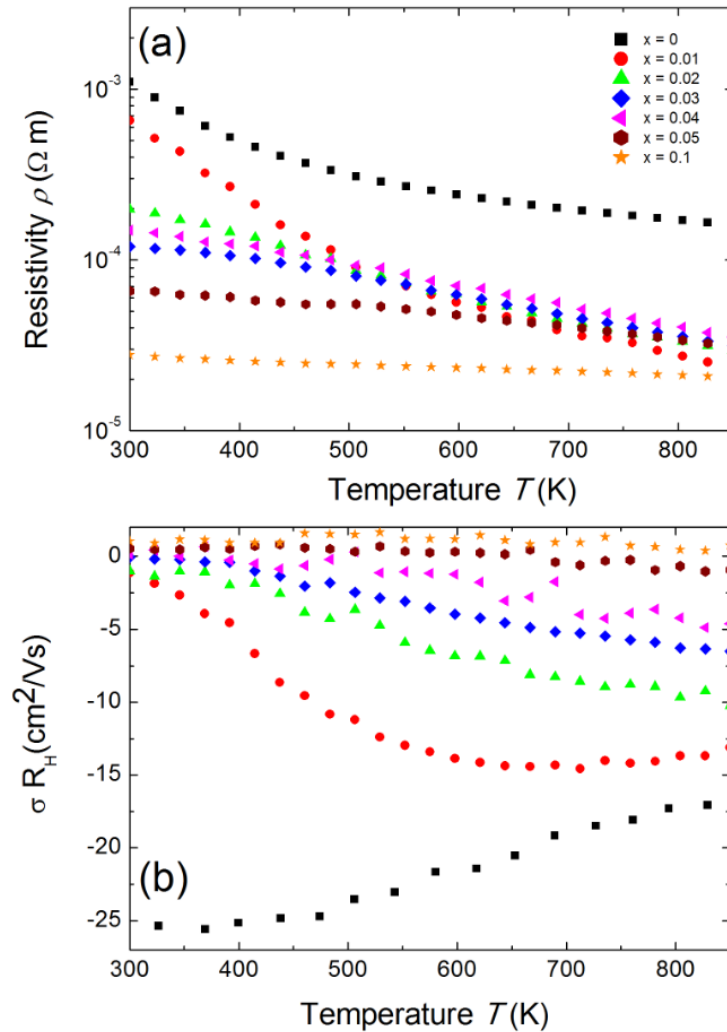 (a)
x = 0
x = 0.01
x = 0.02
x = 0.03
x = 0.04
x = 0.05
x = 0.1
Resistivity ρ (Ω m)
10⁻³
10⁻⁴
10⁻⁵
300 400 500 600 700 800
Temperature T (K)
σ R_H (cm²/Vs)
0
-5
-10
-15
-20
-25
(b)
300 400 500 600 700 800
Temperature T (K)